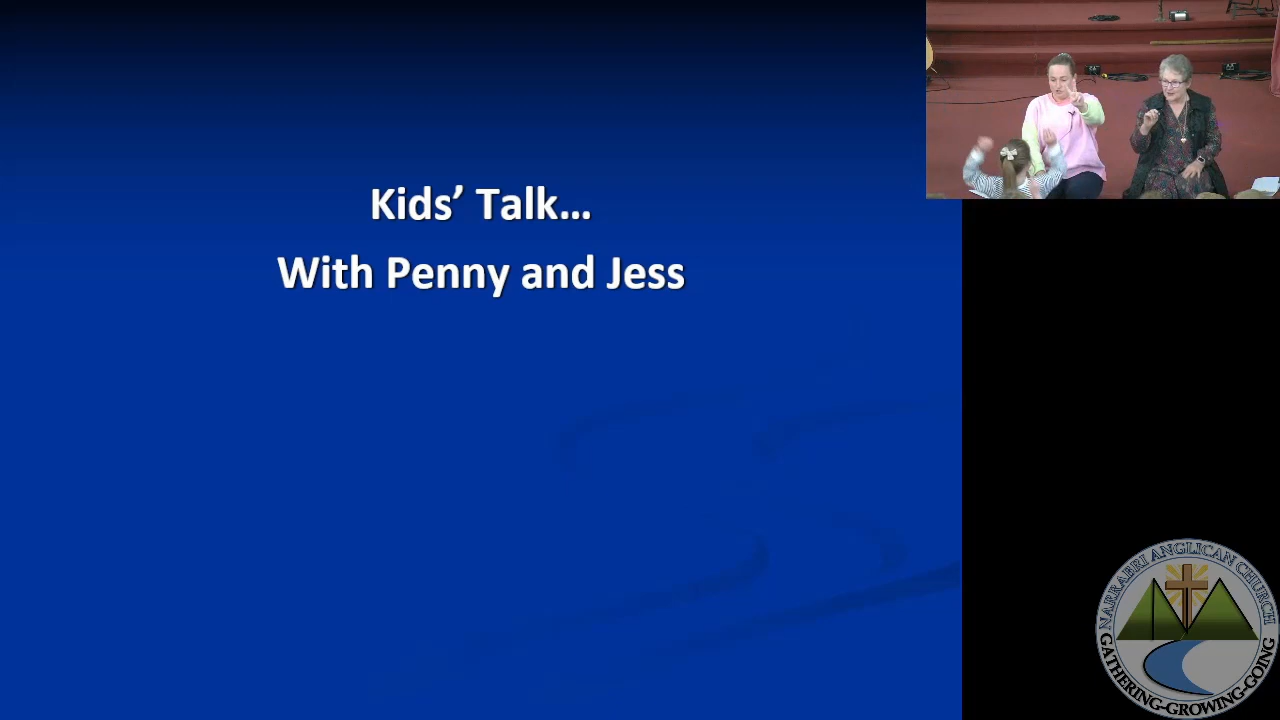 Kids’ Talk…
With Penny and Jess
NARRABRI ANGLICAN CHURCH
GATHERING-GROWING-GOING